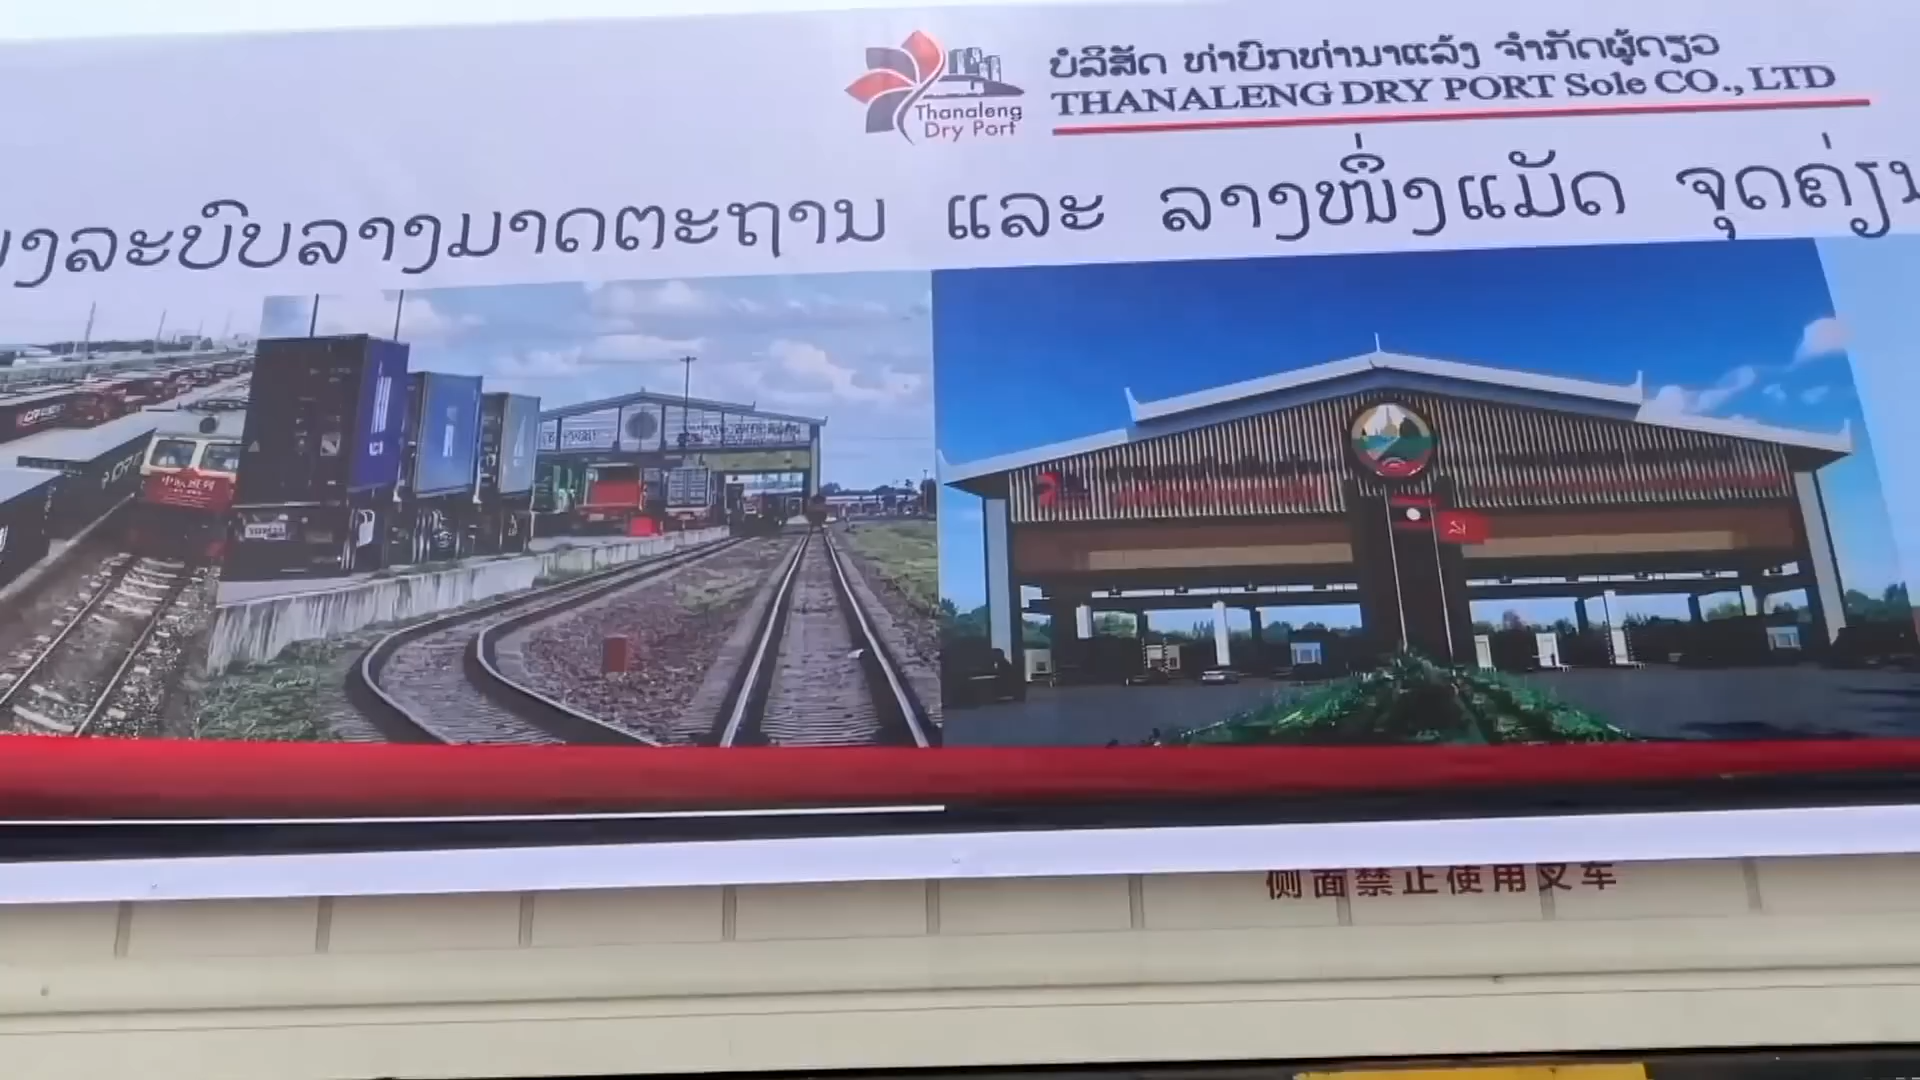 ບໍລິສັດ ທ່າບົກທ່ານາແລ້ງ ຈໍາກັດຜູ້ດຽວ
THANALENG DRY PORT Sole CO., LTD
Thanaleng
Dry Port
ລະບົບລາງມາດຕະຖານ ແລະ ລາງໜຶ່ງແມັດ ຈຸດຄ່ຽນ
侧面禁止使用叉车